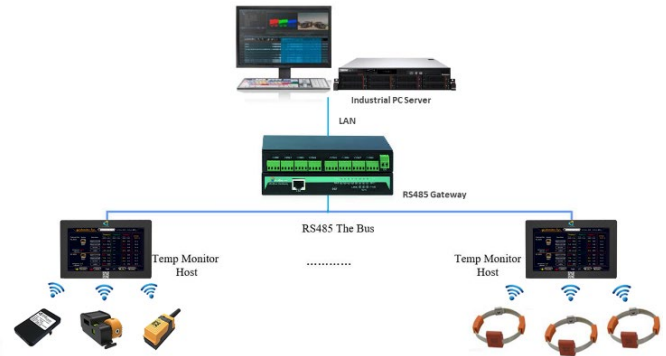 Industrial PC Server
LAN
RS485 Gateway
RS485 The Bus
Temp Monitor
Host
............
Temp Monitor
Host